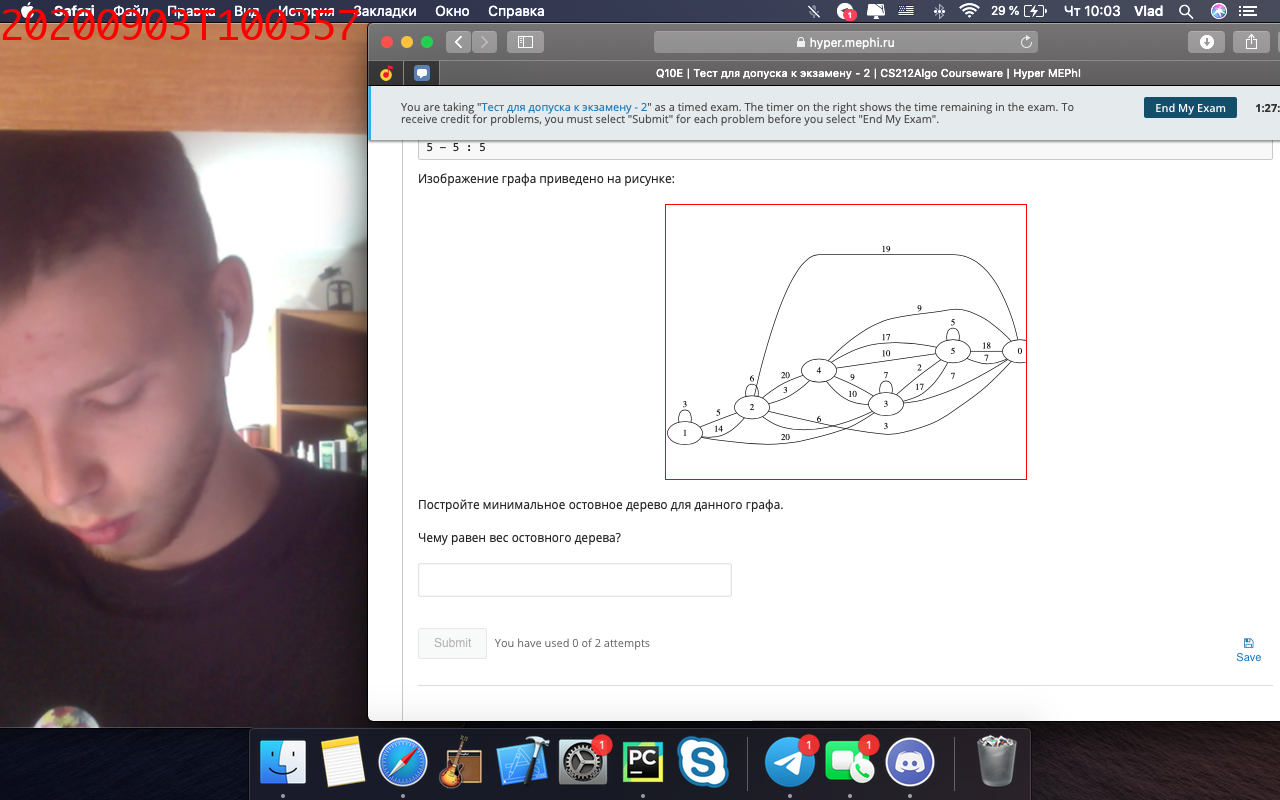 20200903T100357
Safari Файл Правка Вид История Закладки Окно Справка
1
29 %
Чт 10:03 Vlad
hyper.mephi.ru
Q10E | Тест для допуска к экзамену - 2 | CS212Algo Courseware | Hyper MEPhI
You are taking "Тест для допуска к экзамену - 2" as a timed exam. The timer on the right shows the time remaining in the exam. To
receive credit for problems, you must select "Submit" for each problem before you select "End My Exam".
End My Exam
1:27:
5 – 5 : 5
Изображение графа приведено на рисунке:
19
9
5
17
18
5
0
10
7
4
20
9
2
7
6
7
3
10
17
3
2
5
3
6
14
3
1
20
Постройте минимальное остовное дерево для данного графа.
Чему равен вес остовного дерева?
Submit
You have used 0 of 2 attempts
Save
1
PC
1
1